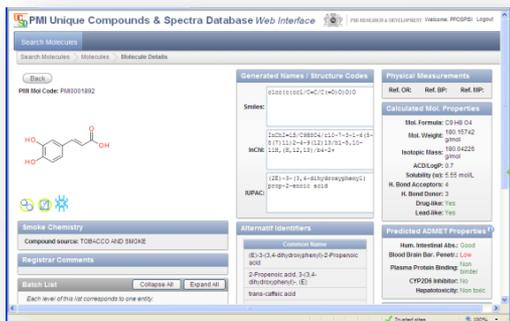 PMI Unique Compounds & Spectra Database Web Interface
PMI RESEARCH & DEVELOPMENT Welcome: PPOSPISI Logout
Search Molecules
Search Molecules Molecules Molecule Details
Back
PMI Mol Code: PMI0001892
HO
HO
O
OH
Smoke Chemistry
Compound source: TOBACCO AND SMOKE
Registrar Comments
Batch List Collapse All Expand All
Each level of this list corresponds to one entity:
Generated Names / Structure Codes
Smiles:
InChI:
IUPAC:
(2E)-3-(3,4-dihydroxyphenyl)
prop-2-enoic acid
Alternatif Identifiers
Common Name
(E)-3-(3,4-dihydroxyphenyl)-2-Propenoic
acid
2-Propenoic acid, 3-(3,4-
dihydroxyphenyl)-, (E)
trans-caffeic acid
Physical Measurements
Ref. OR: Ref. BP: Ref. MP:
Calculated Mol. Properties
Mol. Formula: C9 H8 O4
Mol. Weight: 180.15742
g/mol
Isotopic Mass: 180.04226
g/mol
ACD/LogP: 0.7
Solubility (w): 5.55 mol/L
H. Bond Acceptors: 4
H. Bond Donor: 3
Drug-like: Yes
Lead-like: Yes
Predicted ADMET Properties
Hum. Intestinal Abs.: Good
Blood Brain Bar. Penetr.: Low
Plasma Protein Binding: Non
binder
CYP2D6 Inhibitor: No
Hepatotoxicity: Non toxic
Trusted sites
100%